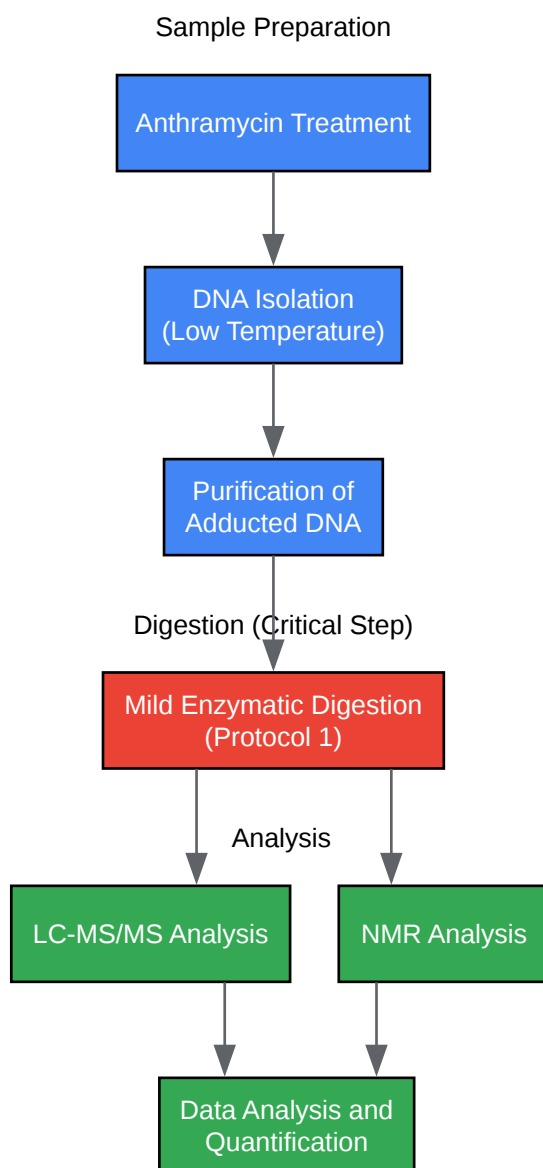 Sample Preparation
Anthramycin Treatment
DNA Isolation
(Low Temperature)
Purification of
Adducted DNA
Digestion (Critical Step)
Mild Enzymatic Digestion
(Protocol 1)
Analysis
LC-MS/MS Analysis
NMR Analysis
Data Analysis and
Quantification